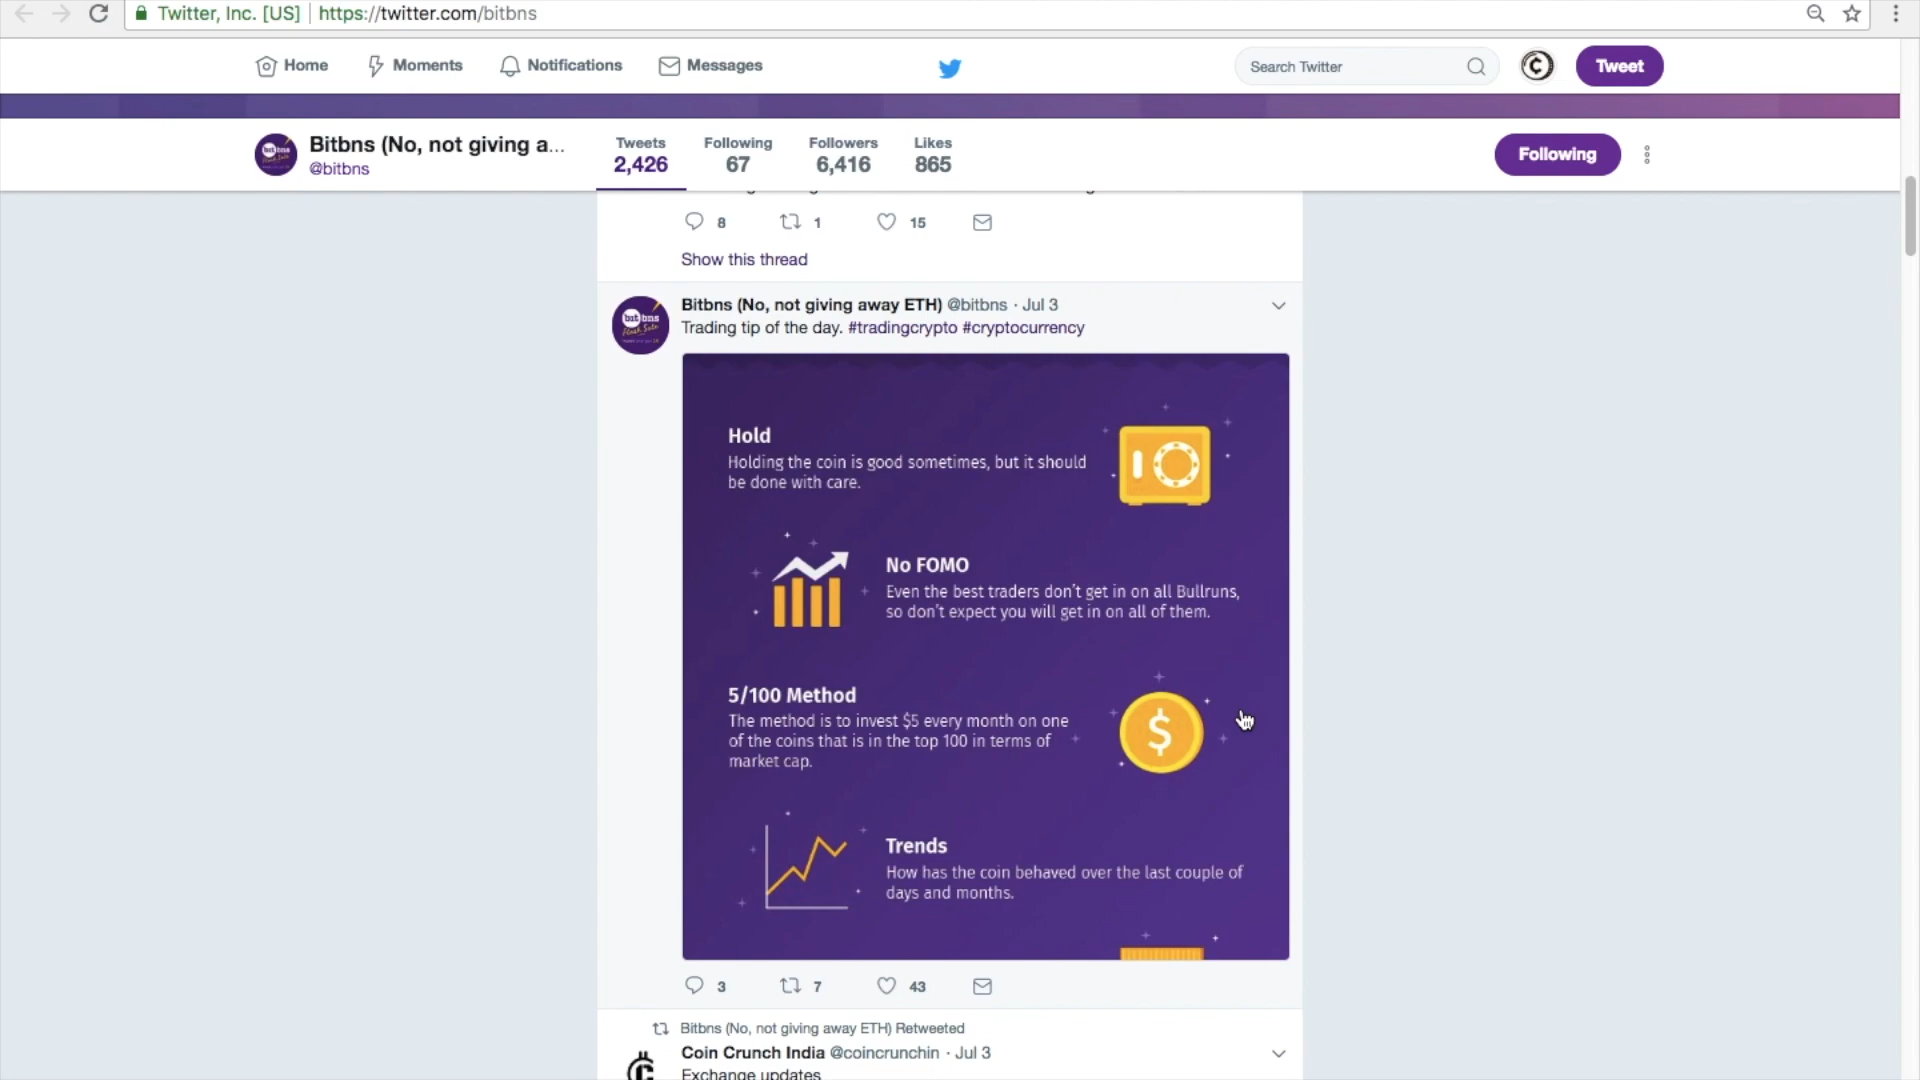 Twitter, Inc. [US] | https://twitter.com/bitbns
Home Moments Notifications Messages Search Twitter Tweet
Bitbns (No, not giving a...
@bitbns
Tweets Following Followers Likes
2,426 67 6,416 865
Following
8 1 15
Show this thread
Bitbns (No, not giving away ETH) @bitbns · Jul 3
Trading tip of the day. #tradingcrypto #cryptocurrency
Hold
Holding the coin is good sometimes, but it should
be done with care.
No FOMO
Even the best traders don't get in on all Bullruns,
so don't expect you will get in on all of them.
5/100 Method
The method is to invest $5 every month on one
of the coins that is in the top 100 in terms of
market cap.
$
Trends
How has the coin behaved over the last couple of
days and months.
3 7 43
Bitbns (No, not giving away ETH) Retweeted
Coin Crunch India @coincrunchin · Jul 3
Exchange updates